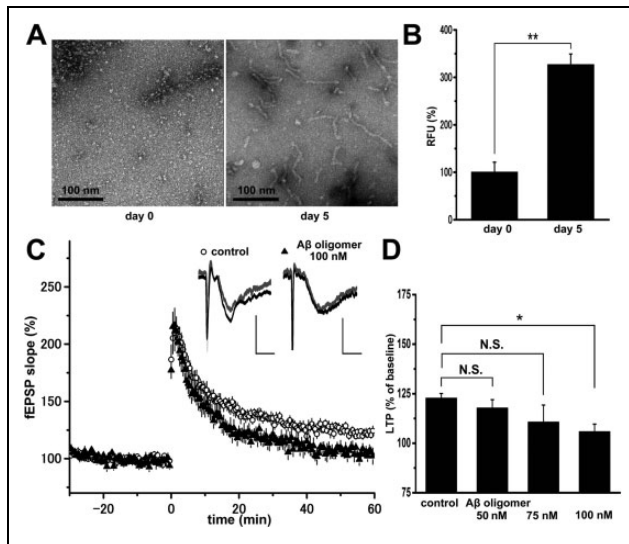 A
100 nm
100 nm
day 0
day 5
B
**
RFU (%)
400
350
300
200
100
0
day 0
day 5
C
control
Aβ oligomer
100 nM
fEPSP slope (%)
250
200
150
100
-20
0
20
40
60
time (min)
D
*
N.S.
N.S.
LTP (% of baseline)
175
150
125
100
75
control
Aβ oligomer
50 nM
75 nM
100 nM